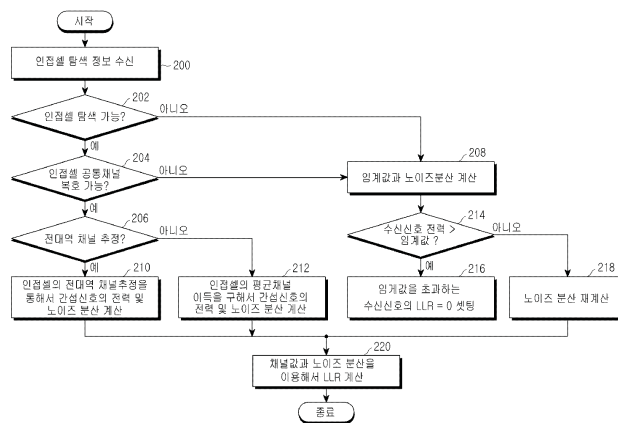 시작
인접셀 탐색 정보 수신
200
202
인접셀 탐색 가능?
아니오
예
204
인접셀 공통채널
복호 가능?
아니오
예
208
임계값과 노이즈분산 계산
206
전대역 채널 추정?
아니오
예
214
수신신호 전력 >
임계값 ?
아니오
예
210
인접셀의 전대역 채널추정을
통해서 간섭신호의 전력 및
노이즈 분산 계산
212
인접셀의 평균채널
이득을 구해서 간섭신호의
전력 및 노이즈 분산 계산
216
임계값을 초과하는
수신신호의 LLR = 0 셋팅
218
노이즈 분산 재계산
220
채널값과 노이즈 분산을
이용해서 LLR 계산
종료